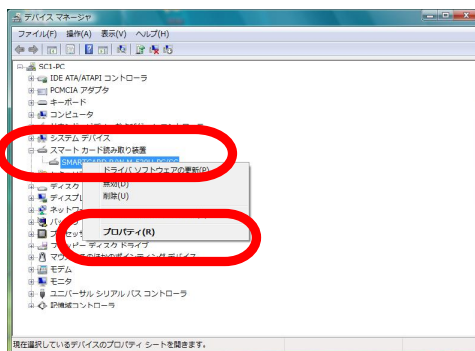 デバイス マネージャ
ファイル(F) 操作(A) 表示(V) ヘルプ(H)
SC1-PC
IDE ATA/ATAPI コントローラ
PCMCIA アダプタ
キーボード
コンピュータ
システム デバイス
スマート カード読み取り装置
SMARTCARD
ドライバ ソフトウェアの更新(P)
無効(D)
ディスク
削除(U)
ディスプ
ネットワ
プロパティ(R)
プロセッサ
フロッピー ディスク ドライブ
マウスとそのほかのポインティング デバイス
モデム
モニタ
ユニバーサル シリアル バス コントローラ
記憶域コントローラ
現在選択しているデバイスのプロパティ シートを開きます。